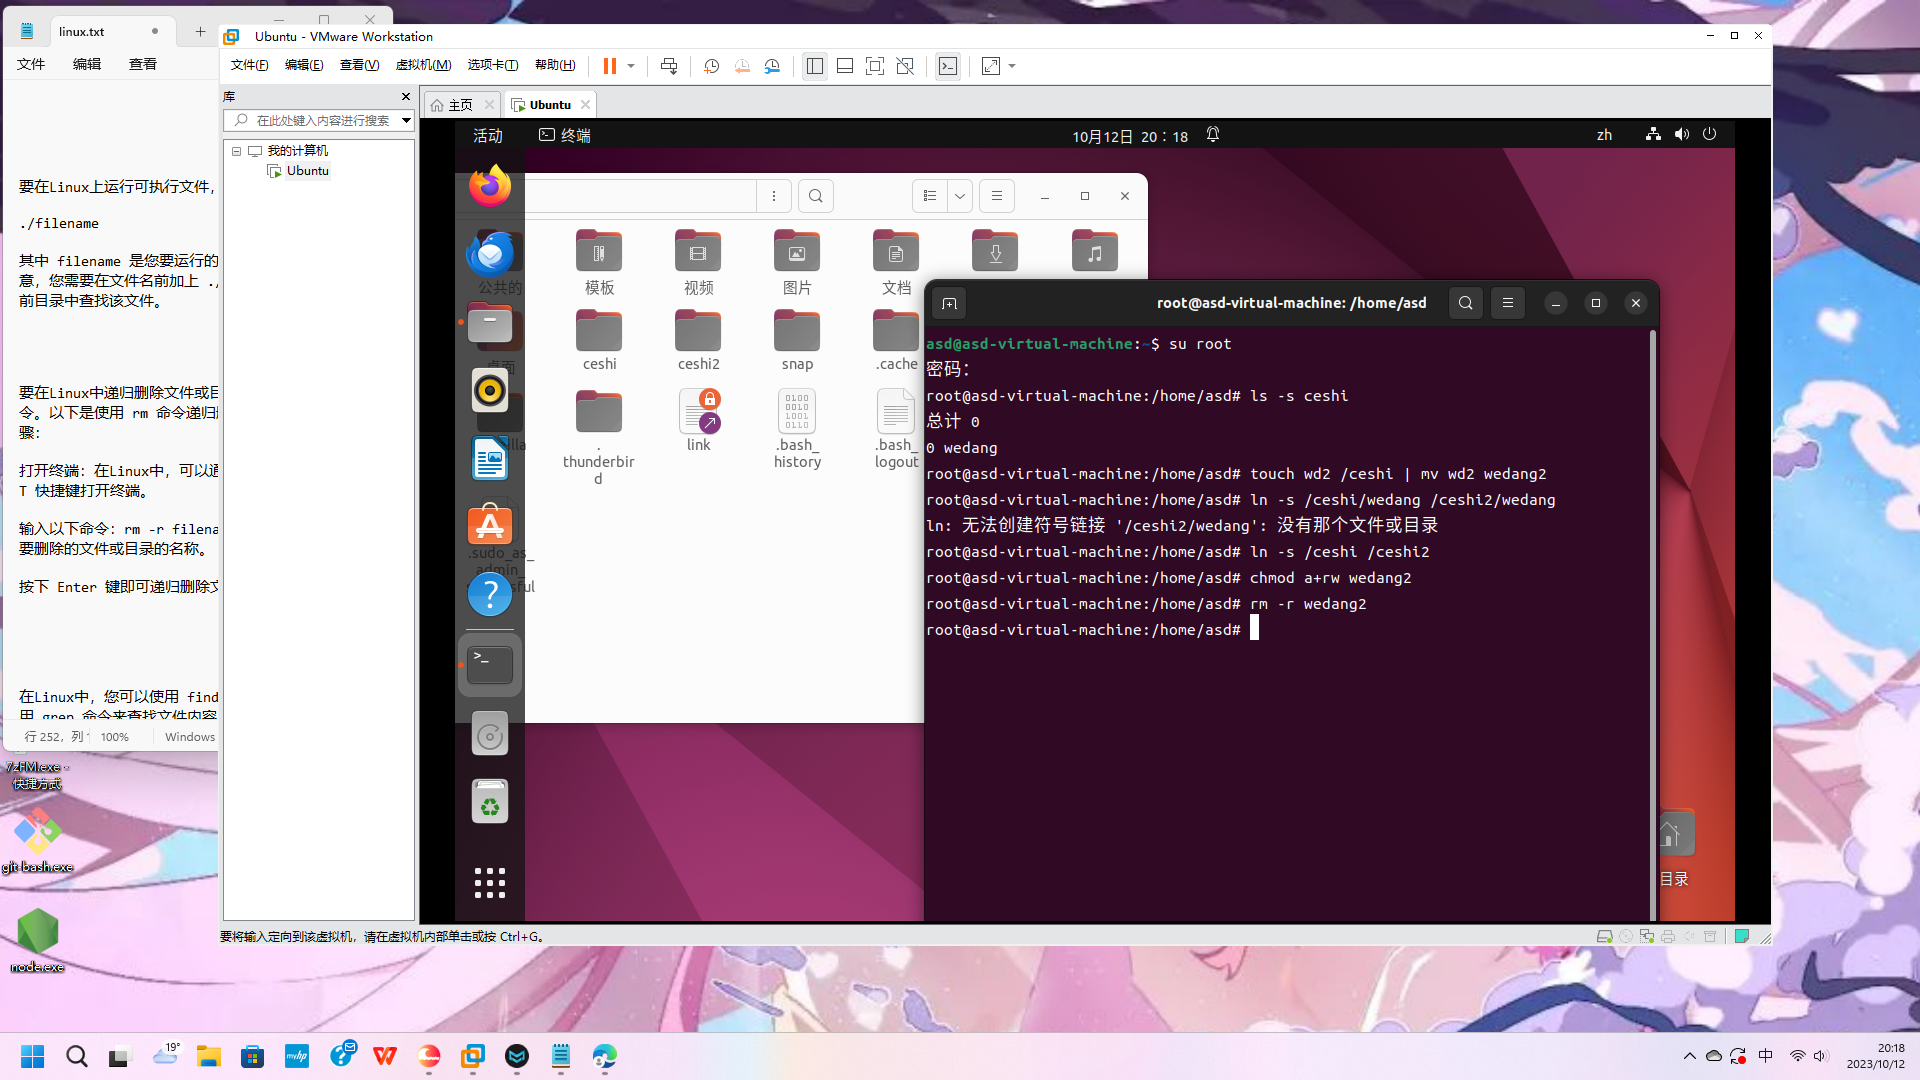 linux.txt
文件 编辑 查看
要在Linux上运行可执行文件，
./filename
其中 filename 是您要运行的
意，您需要在文件名前加上 ./
前目录中查找该文件。
要在Linux中递归删除文件或目
令。以下是使用 rm 命令递归
骤：
打开终端：在Linux中，可以通
T 快捷键打开终端。
输入以下命令：rm -r filena
要删除的文件或目录的名称。
按下 Enter 键即可递归删除文
在Linux中，您可以使用 find
用 grep 命令来查找文件内容
行 252，列 100% Windows
Ubuntu - VMware Workstation
文件(F) 编辑(E) 查看(V) 虚拟机(M) 选项卡(T) 帮助(H)
库
在此处键入内容进行搜索
我的计算机
Ubuntu
主页 Ubuntu
活动 终端 10月12日 20：18 zh
公共的 模板 视频 图片 文档
桌面 ceshi ceshi2 snap .cache
.thunderbird link .bash_history .bash_logout
.sudo_as_admin_
root@asd-virtual-machine: /home/asd
asd@asd-virtual-machine:~$ su root
密码：
root@asd-virtual-machine:/home/asd# ls -s ceshi
总计 0
0 wedang
root@asd-virtual-machine:/home/asd# touch wd2 /ceshi | mv wd2 wedang2
root@asd-virtual-machine:/home/asd# ln -s /ceshi/wedang /ceshi2/wedang
ln: 无法创建符号链接 '/ceshi2/wedang': 没有那个文件或目录
root@asd-virtual-machine:/home/asd# ln -s /ceshi /ceshi2
root@asd-virtual-machine:/home/asd# chmod a+rw wedang2
root@asd-virtual-machine:/home/asd# rm -r wedang2
root@asd-virtual-machine:/home/asd#
目录
要将输入定向到该虚拟机，请在虚拟机内部单击或按 Ctrl+G。
7zFM.exe -
快捷方式
git-bash.exe
node.exe
19°
myhp
中
20:18
2023/10/12